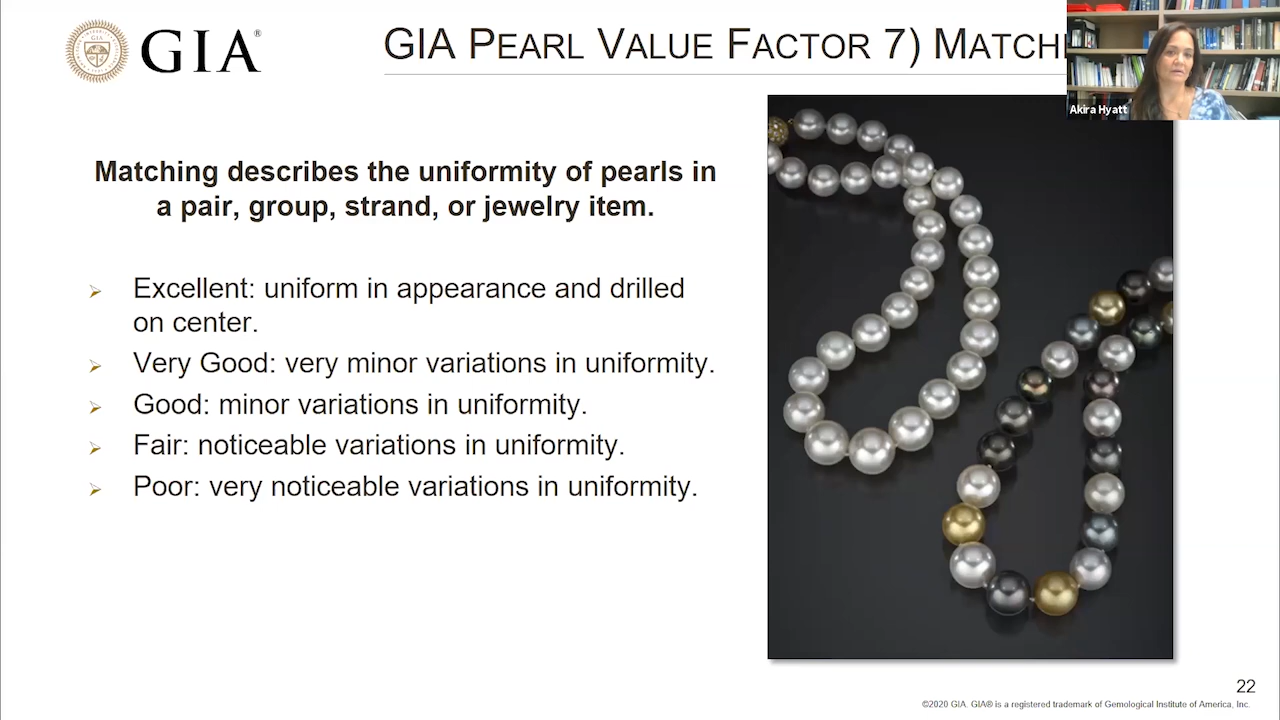 GIA®
GIA PEARL VALUE FACTOR 7) MATCHI
Akira Hyatt
Matching describes the uniformity of pearls in
a pair, group, strand, or jewelry item.
Excellent: uniform in appearance and drilled
on center.
Very Good: very minor variations in uniformity.
Good: minor variations in uniformity.
Fair: noticeable variations in uniformity.
Poor: very noticeable variations in uniformity.
22
©2020 GIA. GIA® is a registered trademark of Gemological Institute of America, Inc.